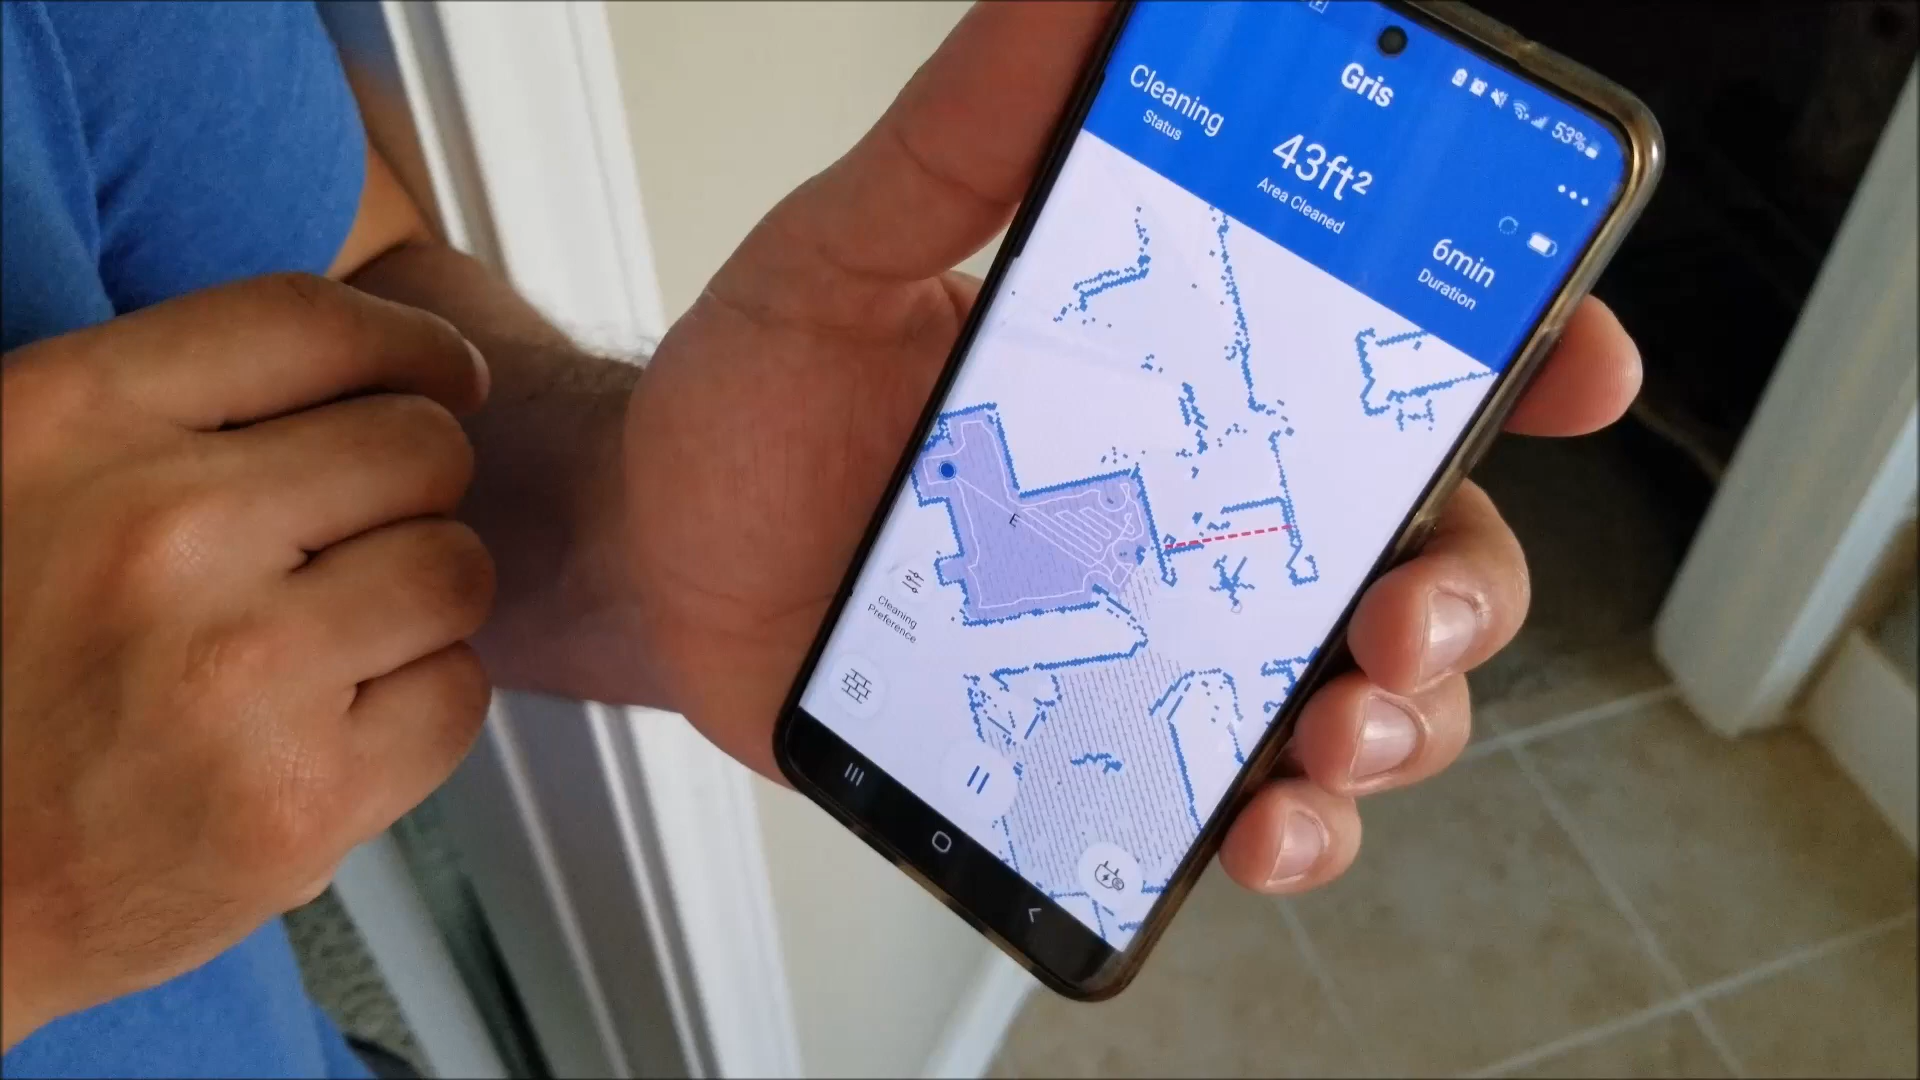 53%
Gris
Cleaning
Status
43ft²
Area Cleaned
6min
Duration
E
Cleaning
Preference